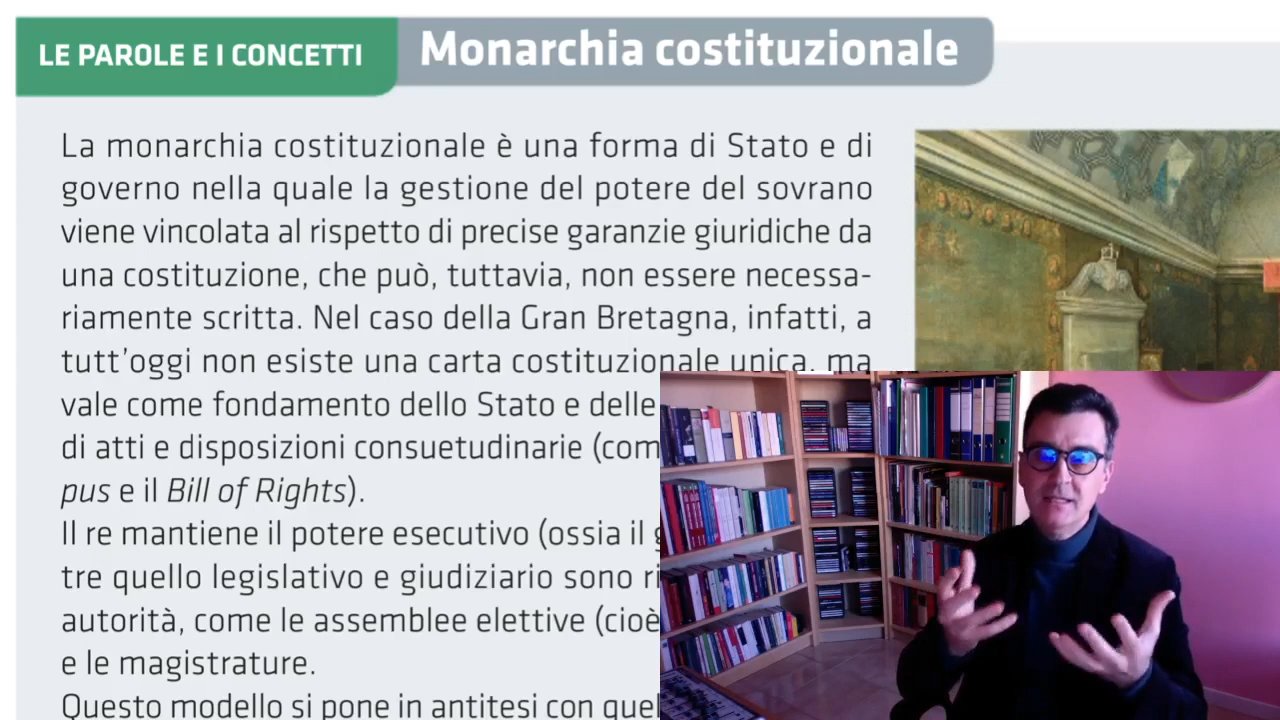 LE PAROLE E I CONCETTI
Monarchia costituzionale
La monarchia costituzionale è una forma di Stato e di
governo nella quale la gestione del potere del sovrano
viene vincolata al rispetto di precise garanzie giuridiche da
una costituzione, che può, tuttavia, non essere necessa-
riamente scritta. Nel caso della Gran Bretagna, infatti, a
tutt'oggi non esiste una carta costituzionale unica, ma
vale come fondamento dello Stato e delle
di atti e disposizioni consuetudinarie (com
pus e il Bill of Rights).
Il re mantiene il potere esecutivo (ossia il
tre quello legislativo e giudiziario sono
autorità, come le assemblee elettive (cioè
e le magistrature.
Questo modello si pone in antitesi con quel